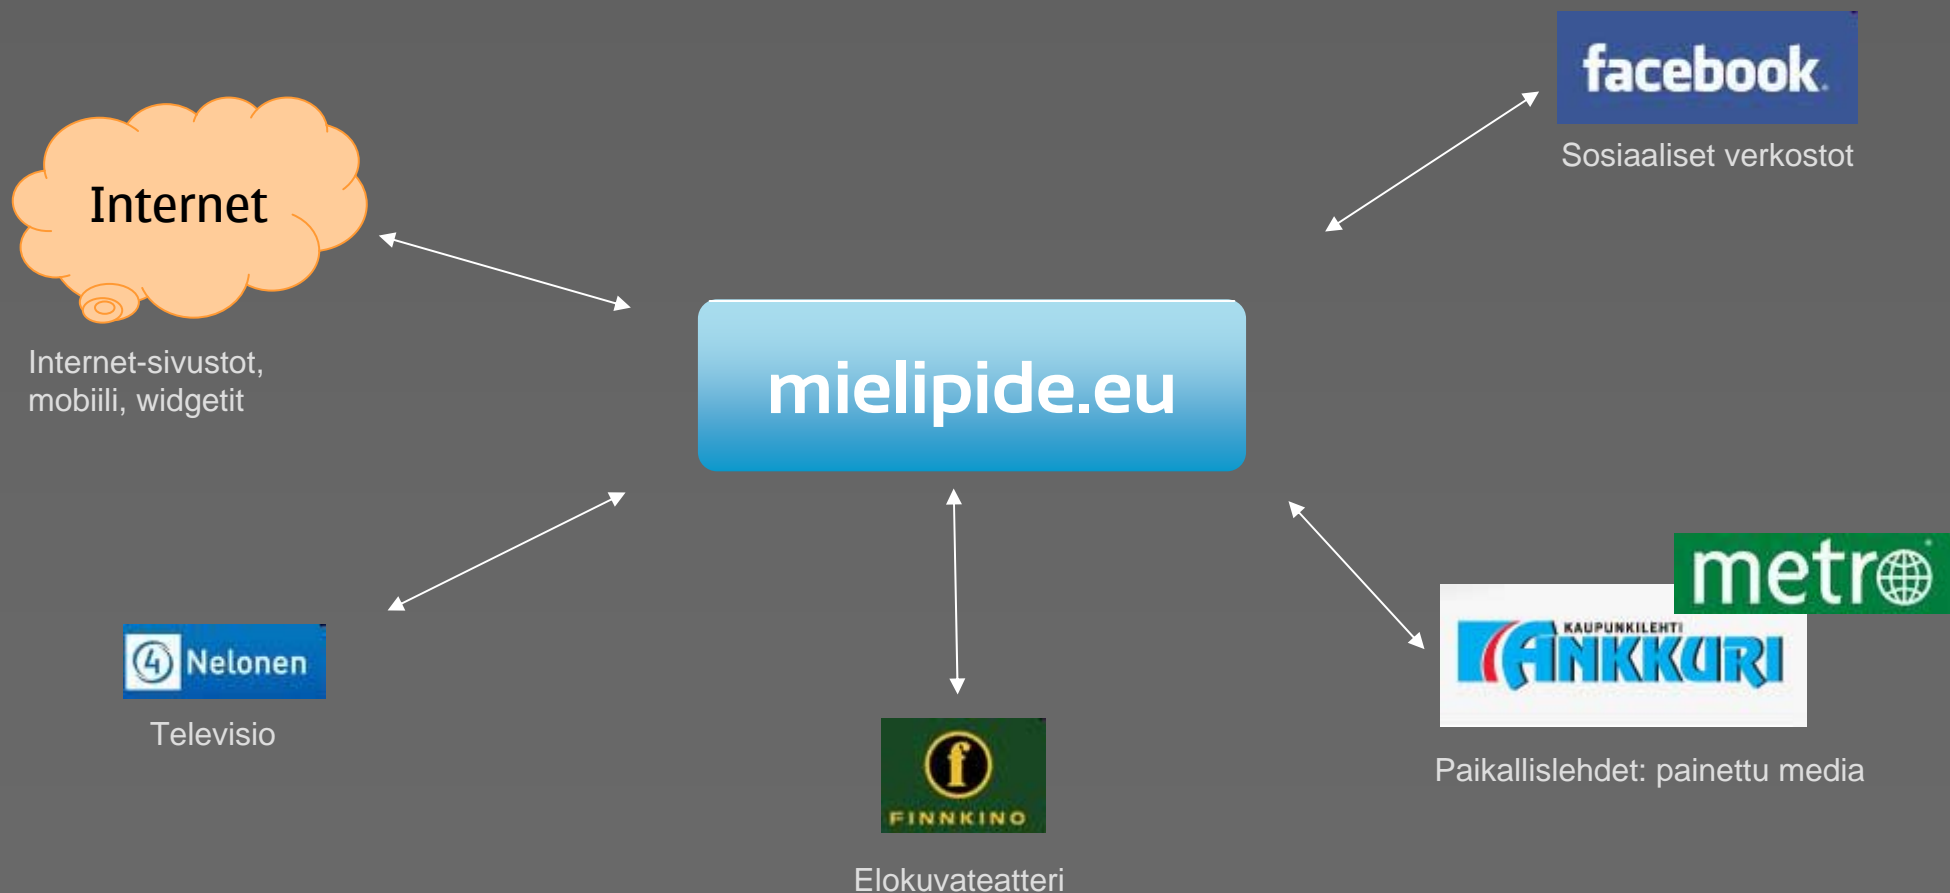 facebook.
Sosiaaliset verkostot
Internet
Internet-sivustot,
mobiili, widgetit
mielipide.eu
4 Nelonen
Televisio
f
FINNKINO
Elokuvateatteri
metro
KAUPUNKILEHTI
ANKKURI
Paikallislehdet: painettu media